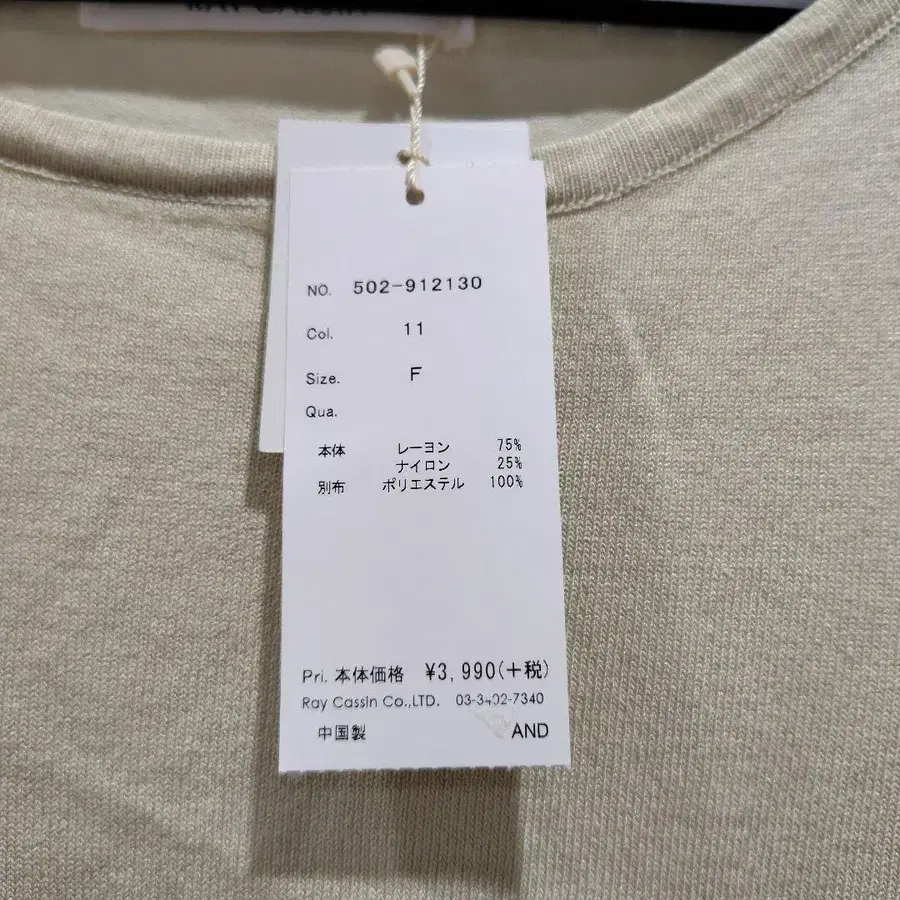 RAY CASSIN
NO. 502-912130
Col. 11
Size. F
Qua.
本体 レーヨン 75%
ナイロン 25%
別布 ポリエステル 100%
Pri. 本体価格 ¥3,990(+税)
Ray Cassin Co.,LTD. 03-3402-7340
中国製 AND